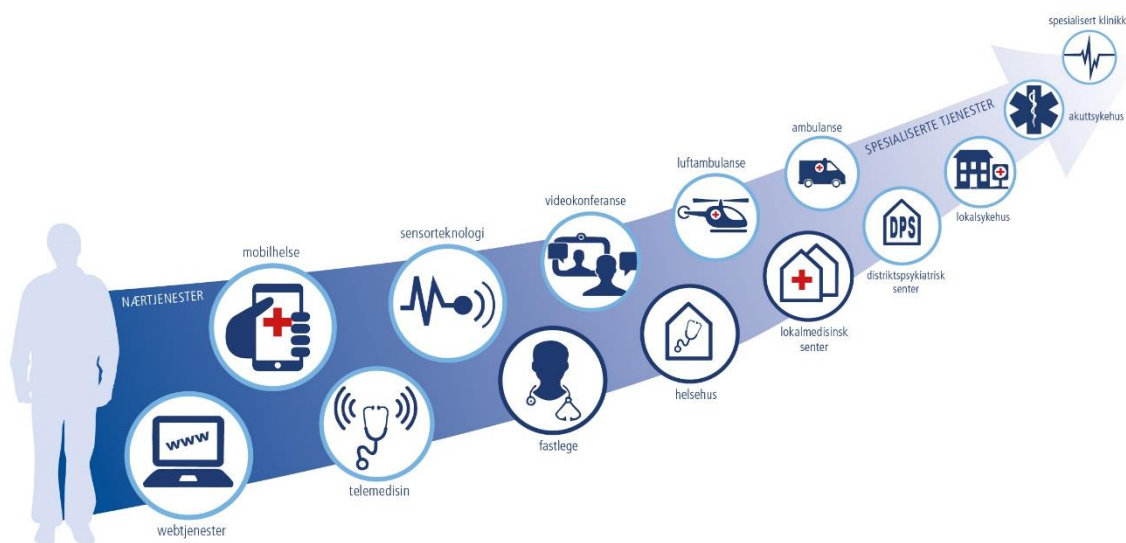 NÆRTJENESTER
webtjenester
www
mobilhelse
telemedisin
sensorteknologi
fastlege
videokonferanse
helsehus
luftambulanse
lokalmedisinsk
senter
ambulanse
distriktspsykiatrisk
senter
DPS
SPESIALISERTE TJENESTER
lokalsykehus
akuttsykehus
spesialisert klinikk